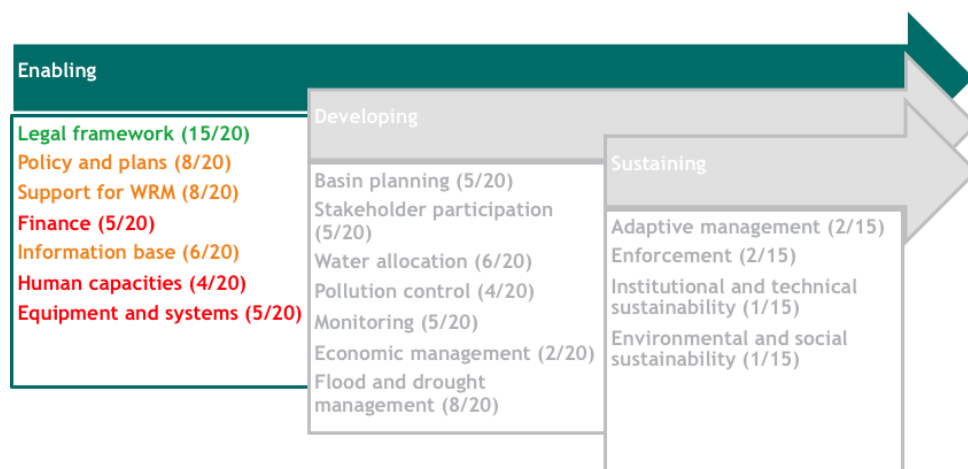 Enabling
Legal framework (15/20)
Policy and plans (8/20)
Support for WRM (8/20)
Finance (5/20)
Information base (6/20)
Human capacities (4/20)
Equipment and systems (5/20)
Developing
Basin planning (5/20)
Stakeholder participation
(5/20)
Water allocation (6/20)
Pollution control (4/20)
Monitoring (5/20)
Economic management (2/20)
Flood and drought
management (8/20)
Sustaining
Adaptive management (2/15)
Enforcement (2/15)
Institutional and technical
sustainability (1/15)
Environmental and social
sustainability (1/15)